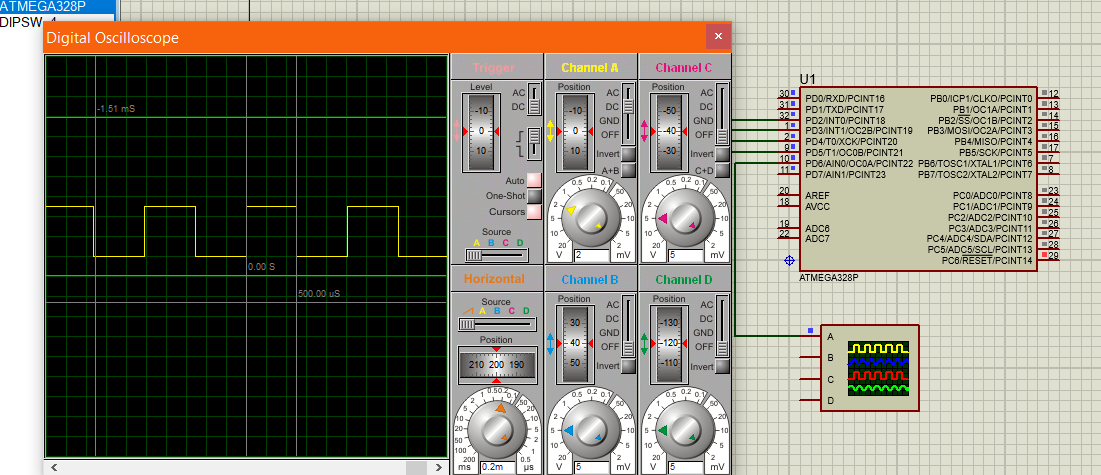 ATMEGA328P
DIPSW_4
Digital Oscilloscope
×
-1.51 mS
0.00 S
500.00 uS
Trigger
Level
-10
0
10
AC
DC
Auto
One-Shot
Cursors
Source
A B C D
Channel A
Position
-10
0
10
AC
DC
GND
OFF
Invert
A+B
V 2 mV
Channel C
Position
-50
-40
-30
AC
DC
GND
OFF
Invert
C+D
V 5 mV
Horizontal
Source
A B C D
Position
210 200 190
ms 0.2m µs
Channel B
Position
30
40
50
AC
DC
GND
OFF
Invert
V 5 mV
Channel D
Position
-130
-120
-110
AC
DC
GND
OFF
Invert
V 5 mV
U1
30 PD0/RXD/PCINT16
31 PD1/TXD/PCINT17
32 PD2/INT0/PCINT18
1 PD3/INT1/OC2B/PCINT19
2 PD4/T0/XCK/PCINT20
9 PD5/T1/OC0B/PCINT21
10 PD6/AIN0/OC0A/PCINT22
11 PD7/AIN1/PCINT23
20 AREF
18 AVCC
19 ADC6
22 ADC7
PB0/ICP1/CLKO/PCINT0 12
PB1/OC1A/PCINT1 13
PB2/SS/OC1B/PCINT2 14
PB3/MOSI/OC2A/PCINT3 15
PB4/MISO/PCINT4 16
PB5/SCK/PCINT5 17
PB6/TOSC1/XTAL1/PCINT6 7
PB7/TOSC2/XTAL2/PCINT7 8
PC0/ADC0/PCINT8 23
PC1/ADC1/PCINT9 24
PC2/ADC2/PCINT10 25
PC3/ADC3/PCINT11 26
PC4/ADC4/SDA/PCINT12 27
PC5/ADC5/SCL/PCINT13 28
PC6/RESET/PCINT14 29
ATMEGA328P
A
B
C
D